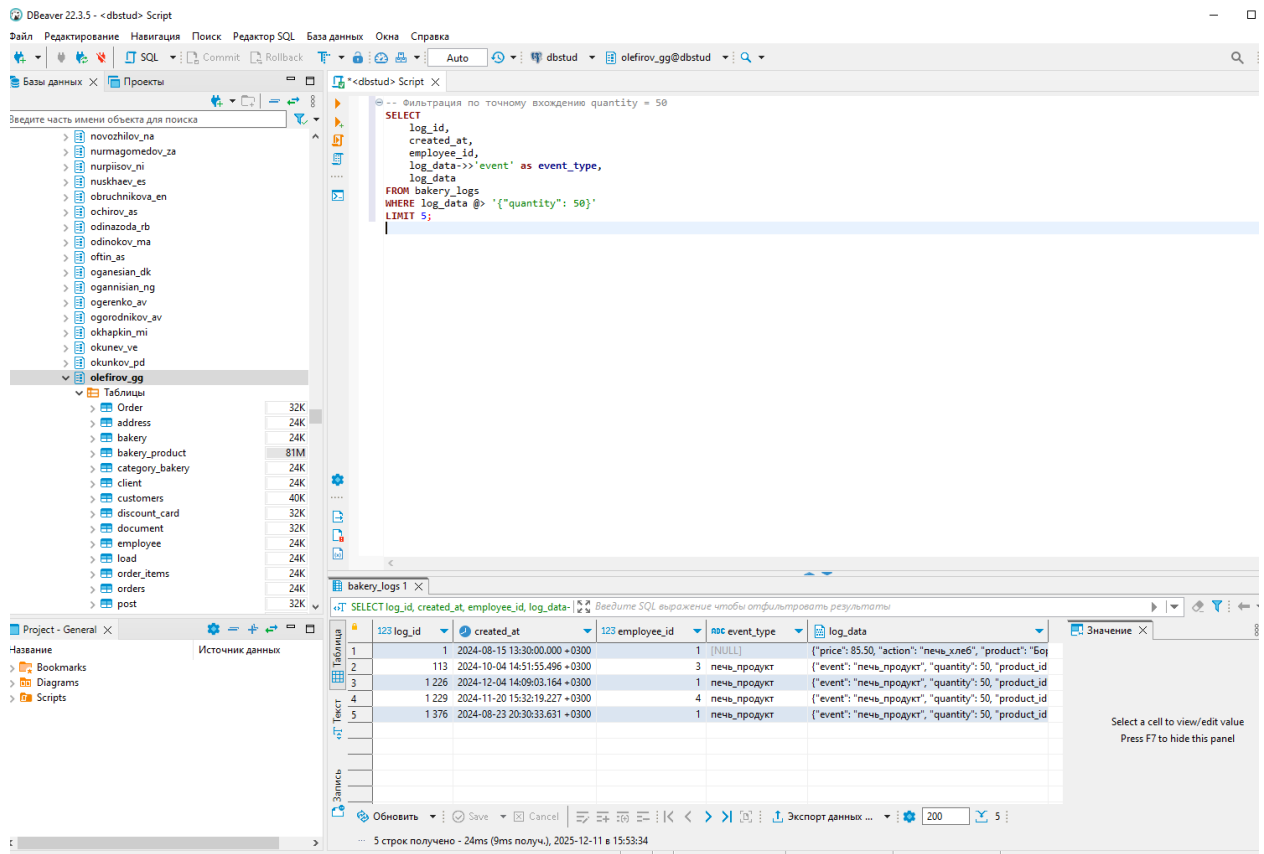 DBeaver 22.3.5 - <dbstud> Script
Файл Редактирование Навигация Поиск Редактор SQL База данных Окна Справка
SQL Commit Rollback Auto dbstud olefirov_gg@dbstud
Базы данных Проекты
Введите часть имени объекта для поиска
novozhilov_na
nurmagomedov_za
nurpiisov_ni
nuskhaev_es
obruchnikova_en
ochirov_as
odinazoda_rb
odinokov_ma
oftin_as
oganesian_dk
ogannisian_ng
ogerenko_av
ogorodnikov_av
okhapkin_mi
okunev_ve
okunkov_pd
olefirov_gg
Таблицы
Order 32K
address 24K
bakery 24K
bakery_product 81M
category_bakery 24K
client 24K
customers 40K
discount_card 32K
document 32K
employee 24K
load 24K
order_items 24K
orders 24K
post 32K
Project - General
Название Источник данных
Bookmarks
Diagrams
Scripts
*<dbstud> Script
-- Фильтрация по точному вхождению quantity = 50
SELECT
log_id,
created_at,
employee_id,
log_data->>'event' as event_type,
log_data
FROM bakery_logs
WHERE log_data @> '{"quantity": 50}'
LIMIT 5;
bakery_logs 1
SELECT log_id, created_at, employee_id, log_data- Введите SQL выражение чтобы отфильтровать результаты
Таблица
Текст
Запись
123 log_id created_at 123 employee_id ABC event_type log_data
1 1 2024-08-15 13:30:00.000 +0300 1 [NULL] {"price": 85.50, "action": "печь_хлеб", "product": "Бор
2 113 2024-10-04 14:51:55.496 +0300 3 печь_продукт {"event": "печь_продукт", "quantity": 50, "product_id
3 1 226 2024-12-04 14:09:03.164 +0300 1 печь_продукт {"event": "печь_продукт", "quantity": 50, "product_id
4 1 229 2024-11-20 15:32:19.227 +0300 4 печь_продукт {"event": "печь_продукт", "quantity": 50, "product_id
5 1 376 2024-08-23 20:30:33.631 +0300 1 печь_продукт {"event": "печь_продукт", "quantity": 50, "product_id
Значение
Select a cell to view/edit value
Press F7 to hide this panel
Обновить Save Cancel Экспорт данных ... 200 5
5 строк получено - 24ms (9ms получ.), 2025-12-11 в 15:53:34